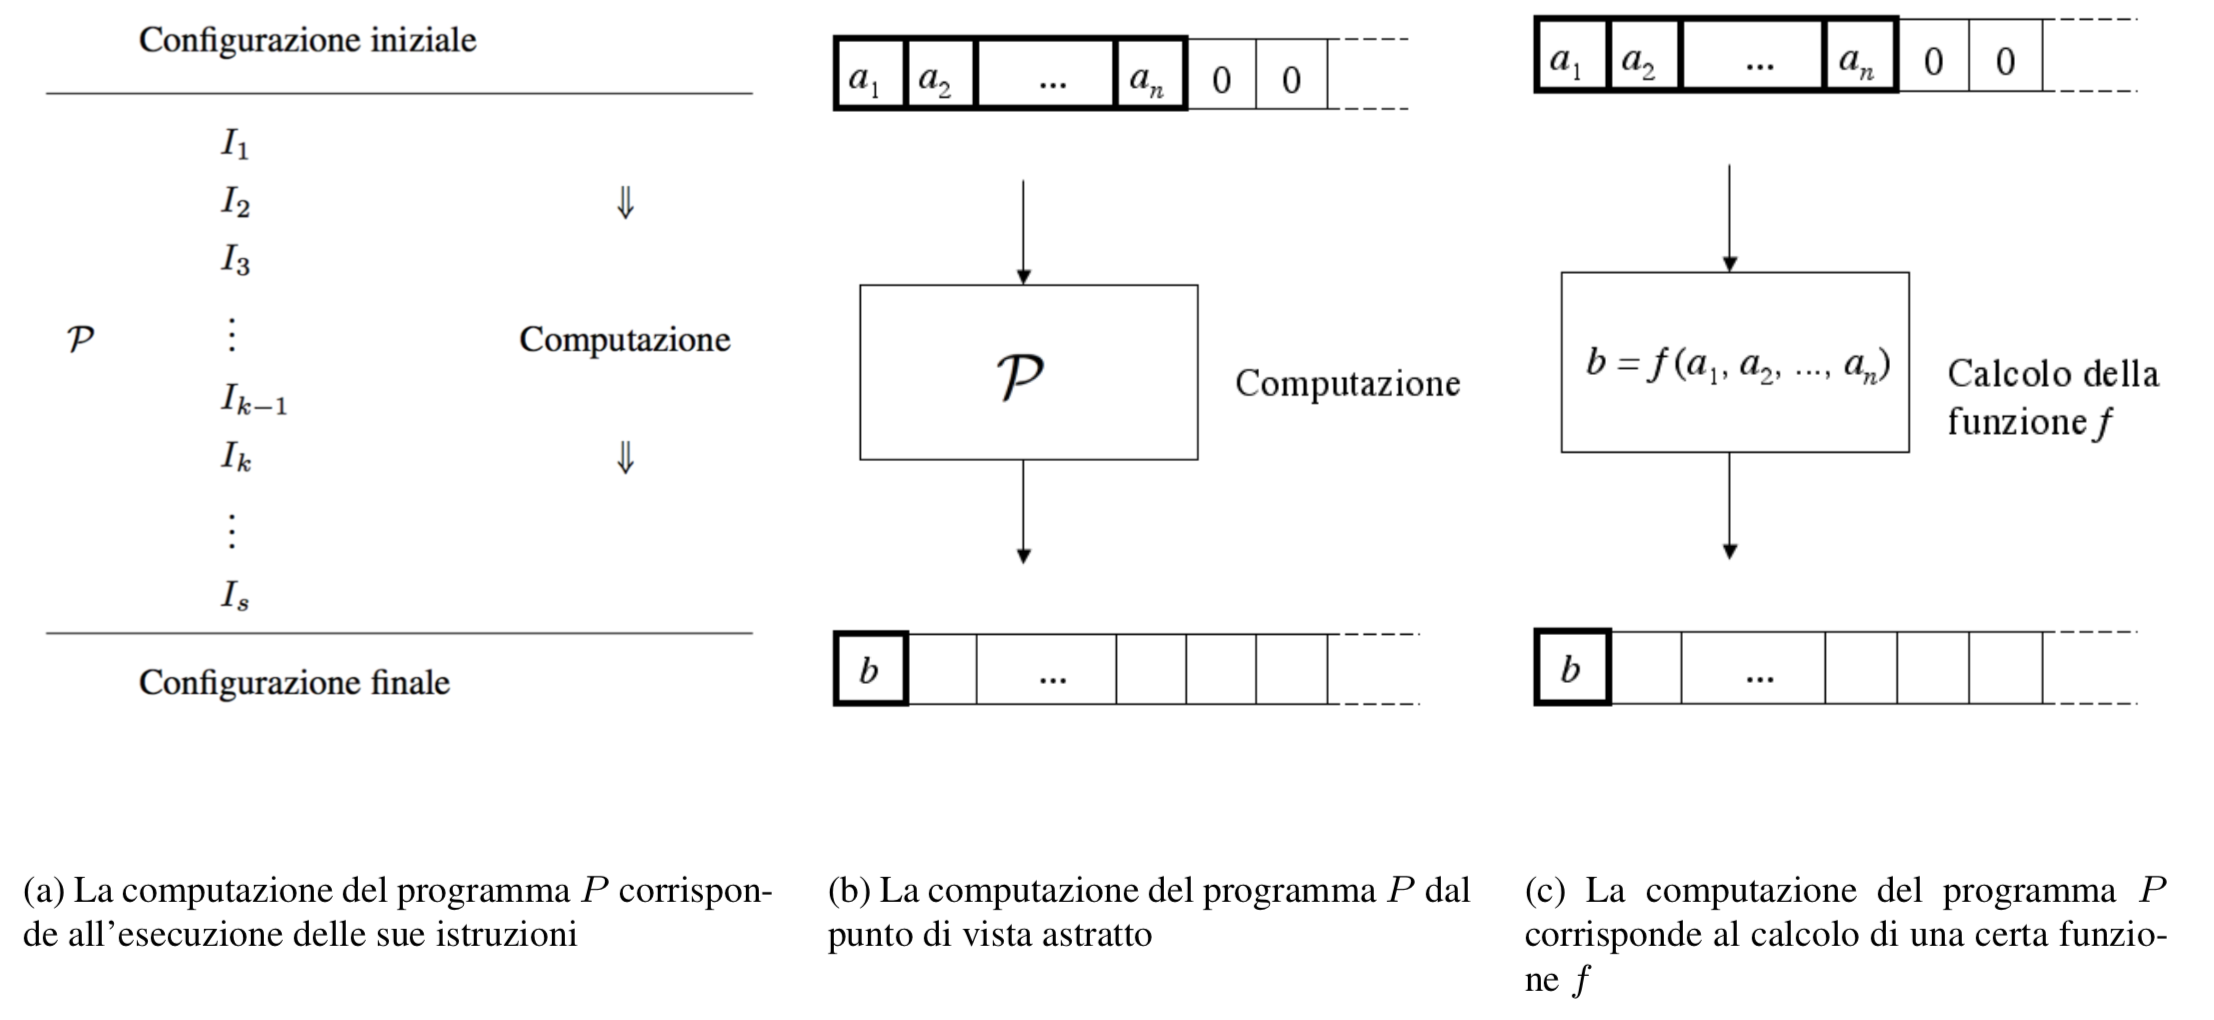 Configurazione iniziale
I₁
I₂
⇓
I₃
𝒫
⋮
Computazione
Iₖ₋₁
Iₖ
⇓
⋮
Iₛ
Configurazione finale
(a) La computazione del programma P corrispon-
de all'esecuzione delle sue istruzioni
a₁ a₂ ... aₙ 0 0
𝒫
Computazione
b ...
(b) La computazione del programma P dal
punto di vista astratto
a₁ a₂ ... aₙ 0 0
b = f(a₁, a₂, ..., aₙ)
Calcolo della
funzione f
b ...
(c) La computazione del programma P
corrisponde al calcolo di una certa funzio-
ne f